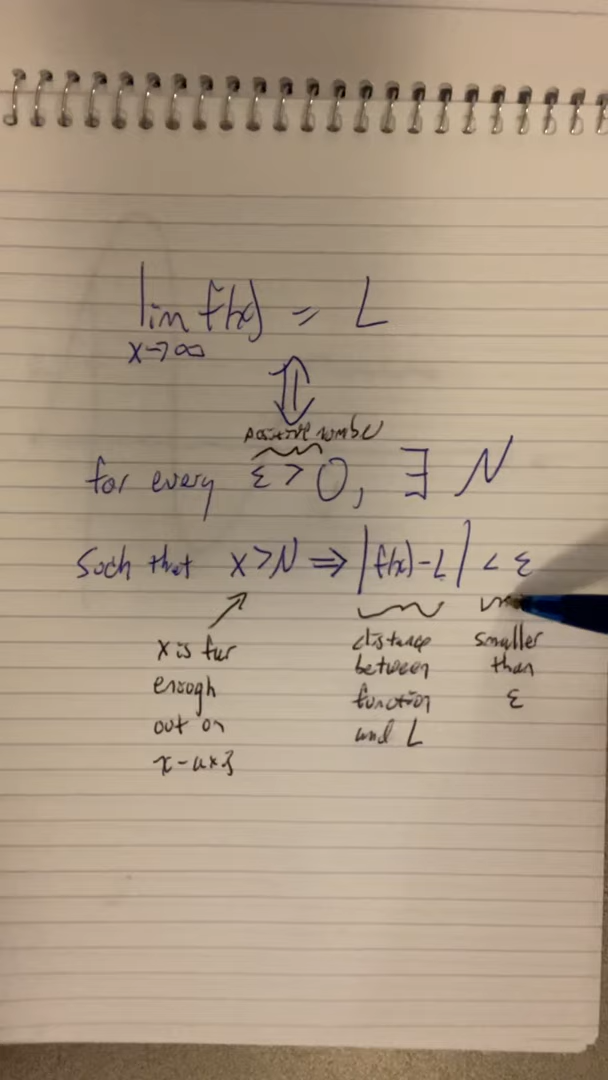 lim f(x) = L
x→∞
⇕
positive number
for every ε > 0, ∃ N
such that x>N ⇒ |f(x)-L| < ε
x is far
enough
out on
x-axis
distance
between
function
and L
smaller
than
ε